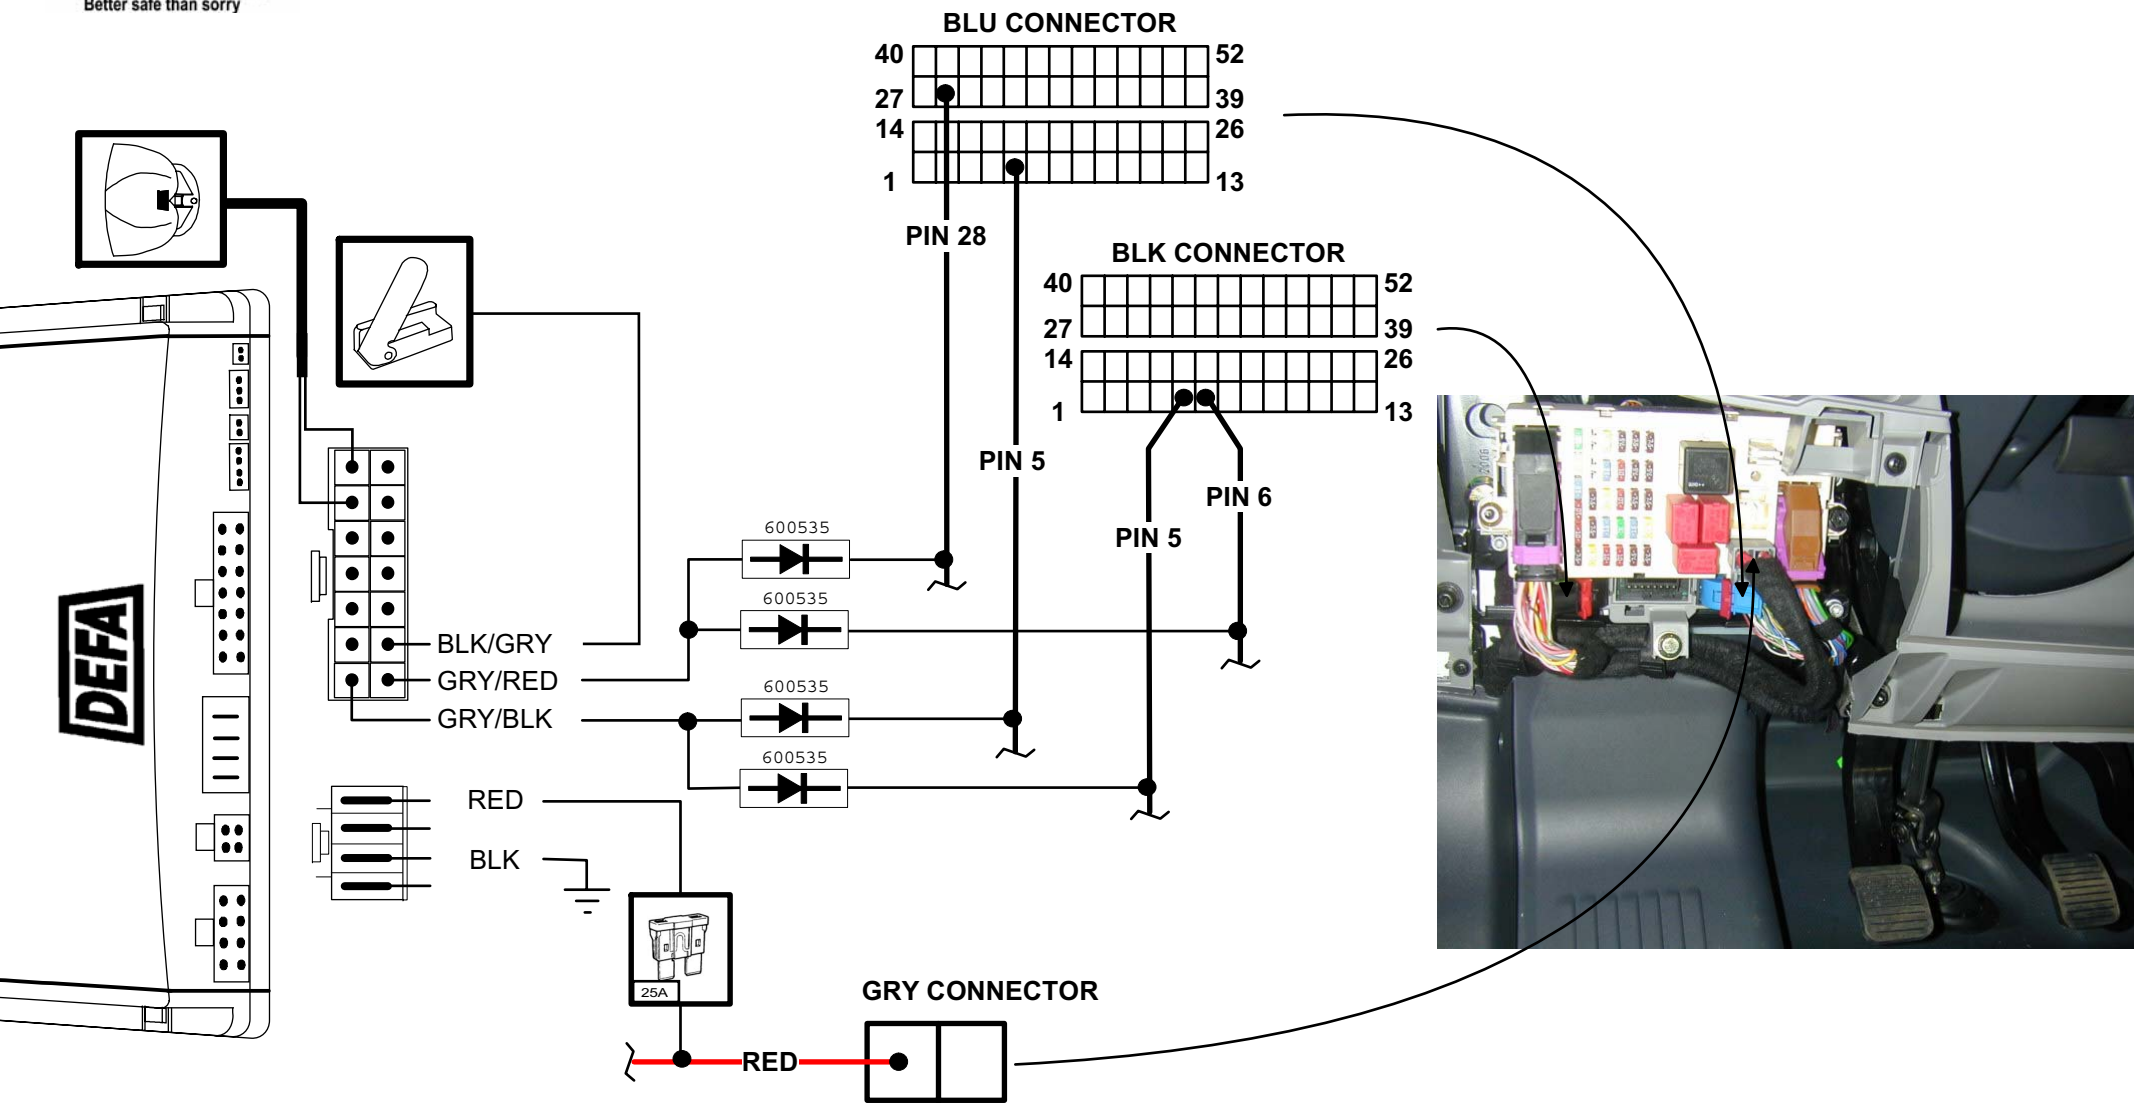 Better safe than sorry
BLU CONNECTOR
40
52
27
39
14
26
1
13
PIN 28
BLK CONNECTOR
40
52
27
39
14
26
1
13
PIN 5
PIN 6
PIN 5
600535
600535
BLK/GRY
GRY/RED
600535
GRY/BLK
600535
DEFA
RED
BLK
25A
GRY CONNECTOR
RED